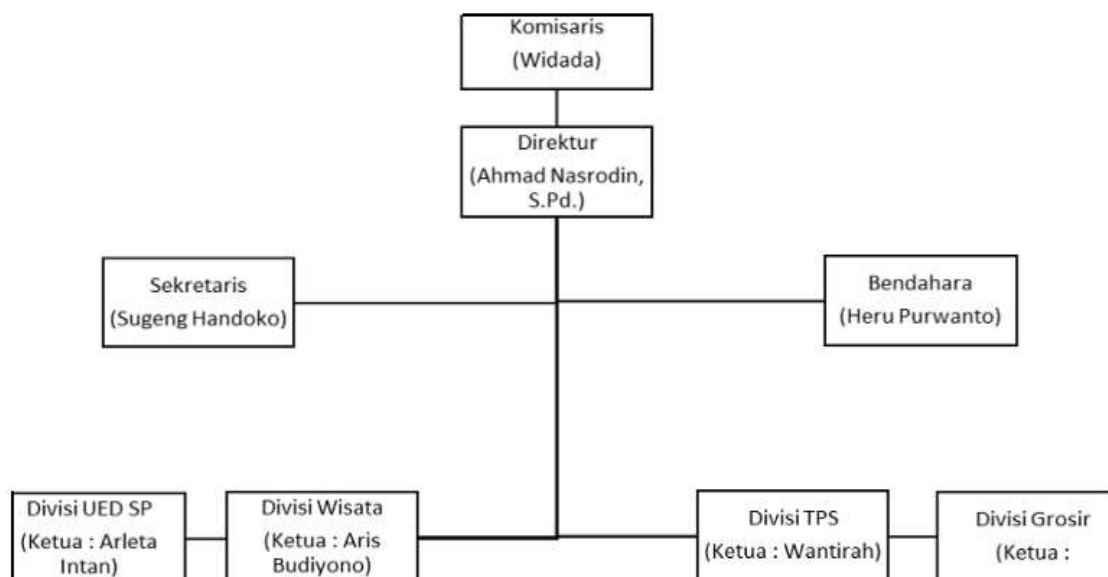 Komisaris
(Widada)
Direktur
(Ahmad Nasrodin,
S.Pd.)
Sekretaris
(Sugeng Handoko)
Bendahara
(Heru Purwanto)
Divisi UED SP
(Ketua : Arleta
Intan)
Divisi Wisata
(Ketua : Aris
Budiyono)
Divisi TPS
(Ketua : Wantirah)
Divisi Grosir
(Ketua :